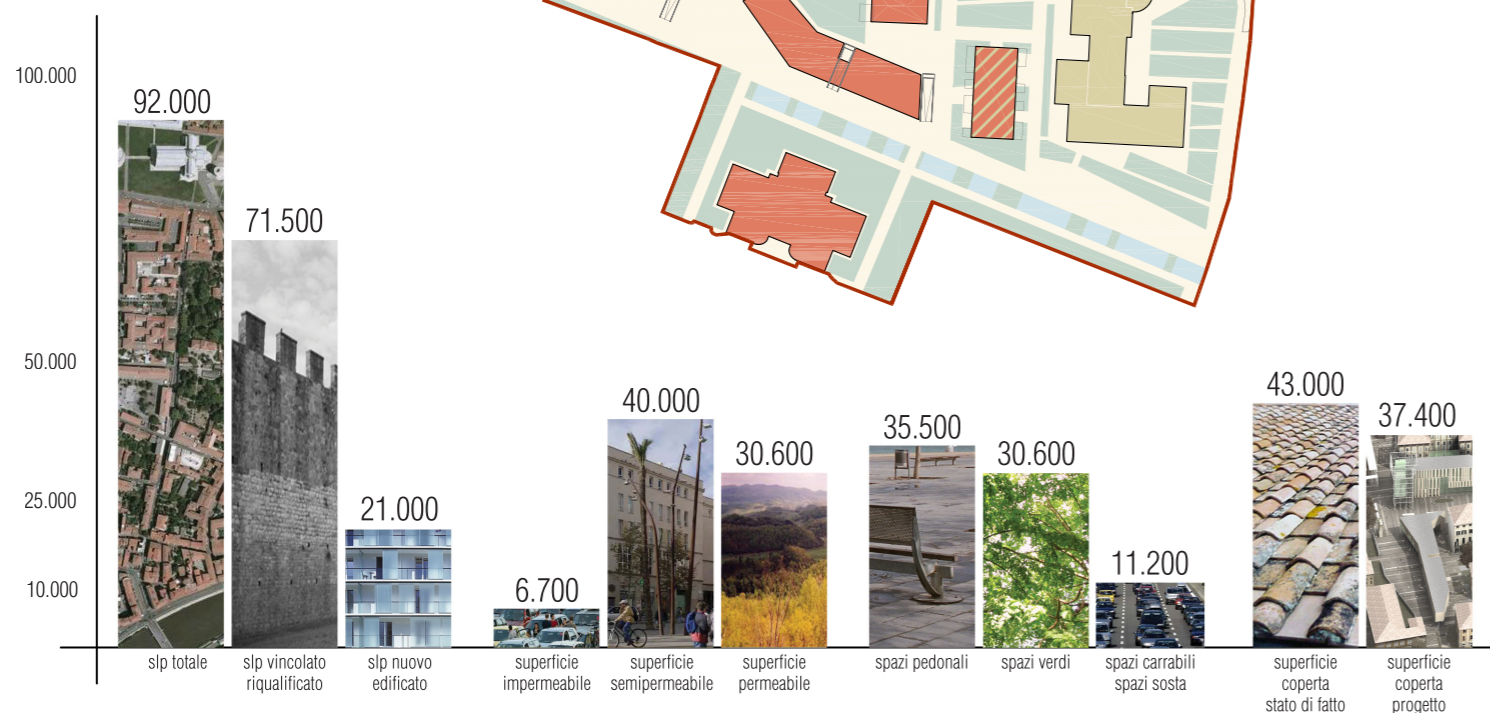 100.000
50.000
25.000
10.000
92.000
71.500
21.000
6.700
40.000
30.600
35.500
30.600
11.200
43.000
37.400
slp totale
slp vincolato
riqualificato
slp nuovo
edificato
superficie
impermeabile
superficie
semipermeabile
superficie
permeabile
spazi pedonali
spazi verdi
spazi carrabili
spazi sosta
superficie
coperta
stato di fatto
superficie
coperta
progetto